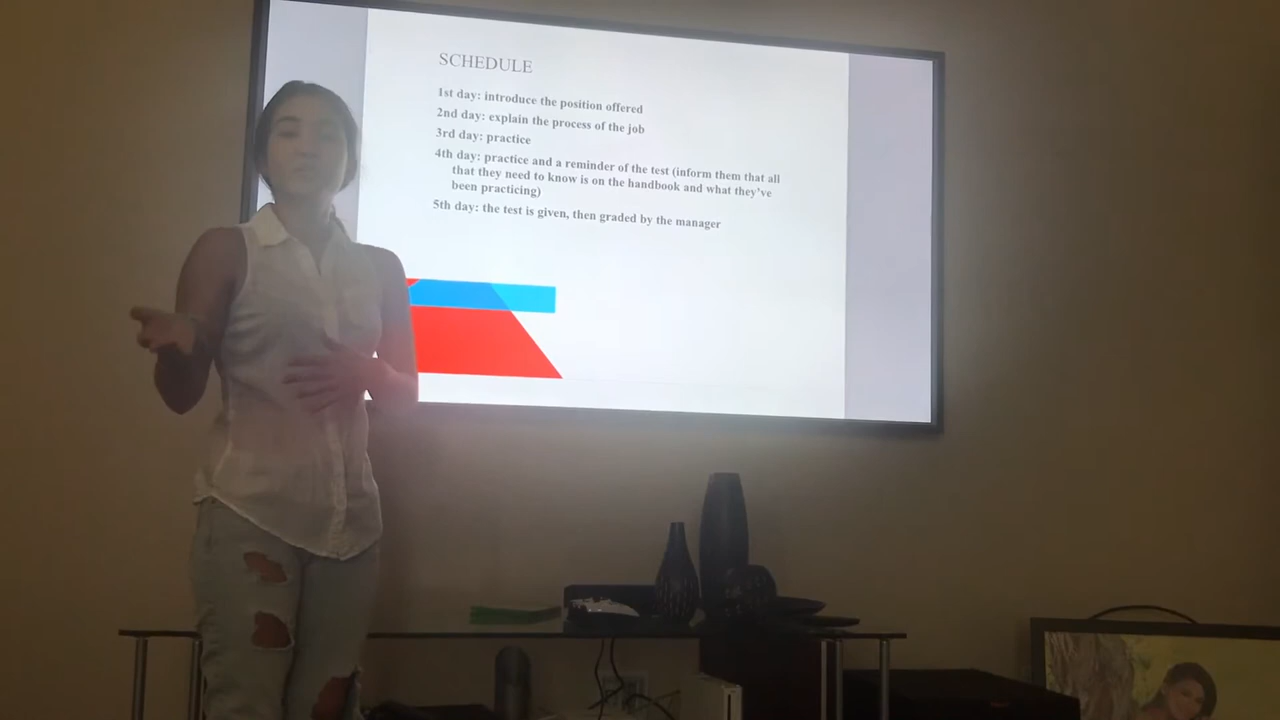 SCHEDULE
1st day: introduce the position offered
2nd day: explain the process of the job
3rd day: practice
4th day: practice and a reminder of the test (inform them that all
that they need to know is on the handbook and what they've
been practicing)
5th day: the test is given, then graded by the manager